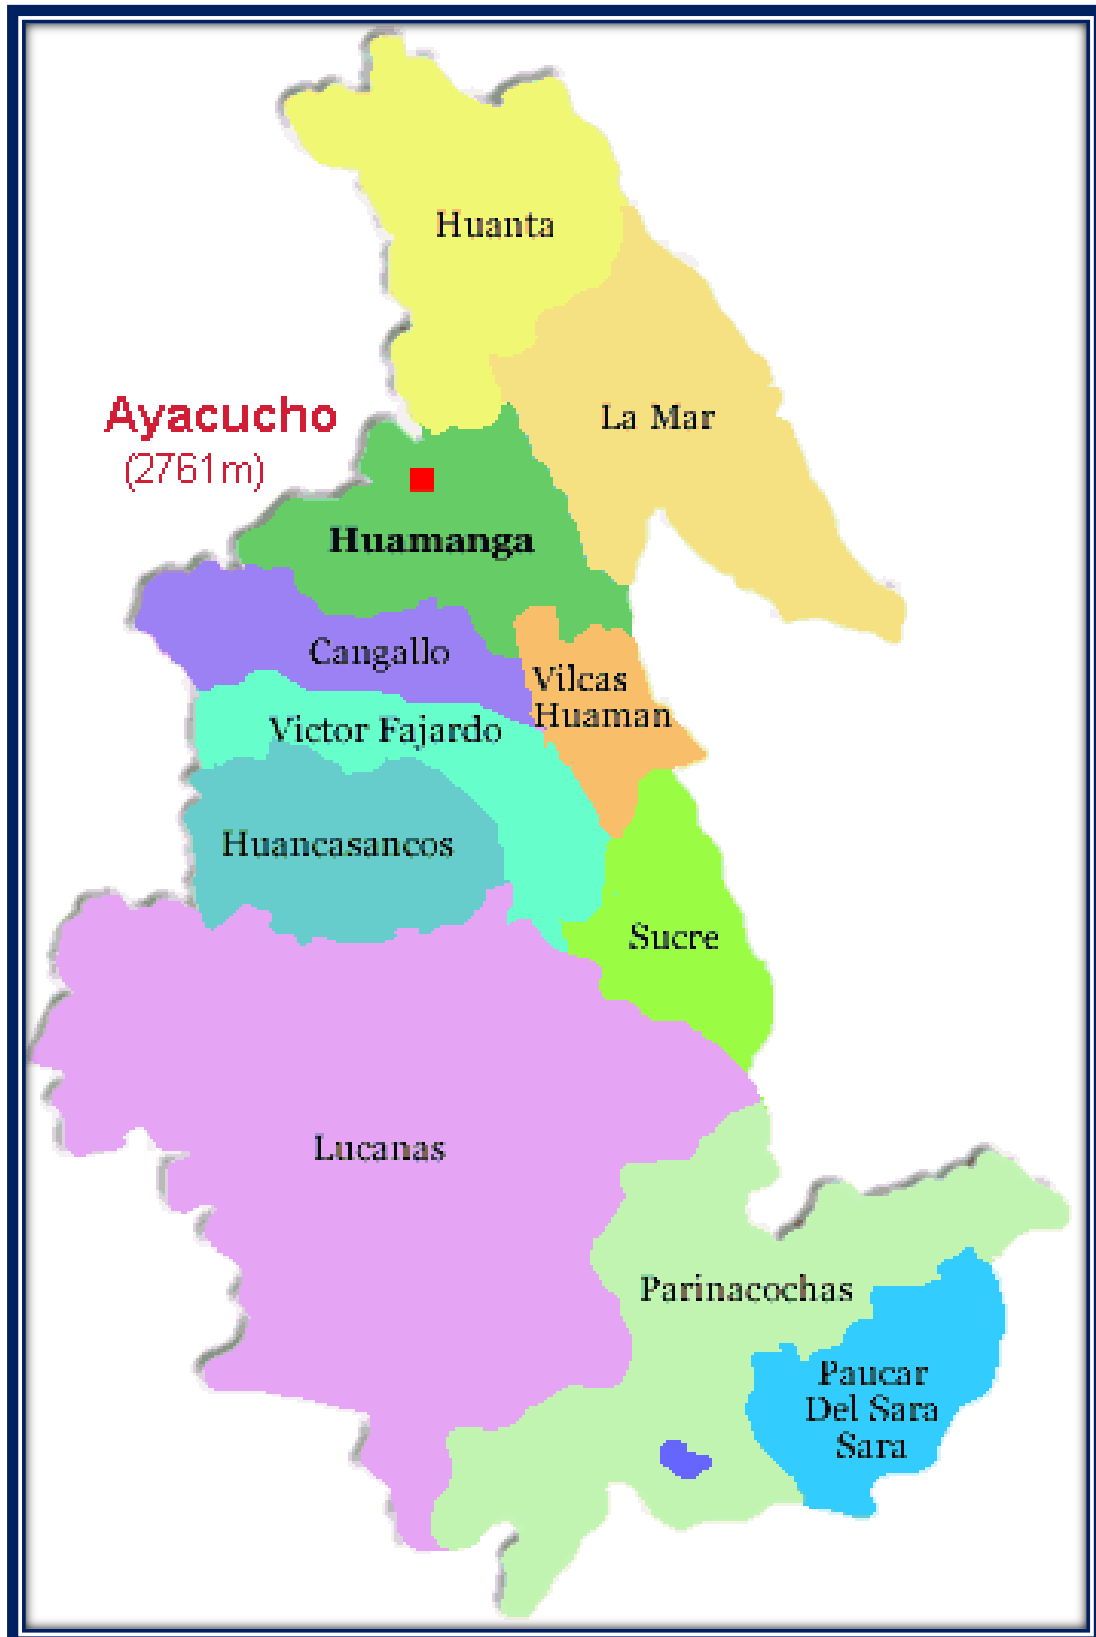 Huanta
La Mar
Ayacucho
(2761m)
Huamanga
Cangallo
Vilcas
Huaman
Victor Fajardo
Huancasancos
Sucre
Lucanas
Parinacochas
Paucar
Del Sara
Sara